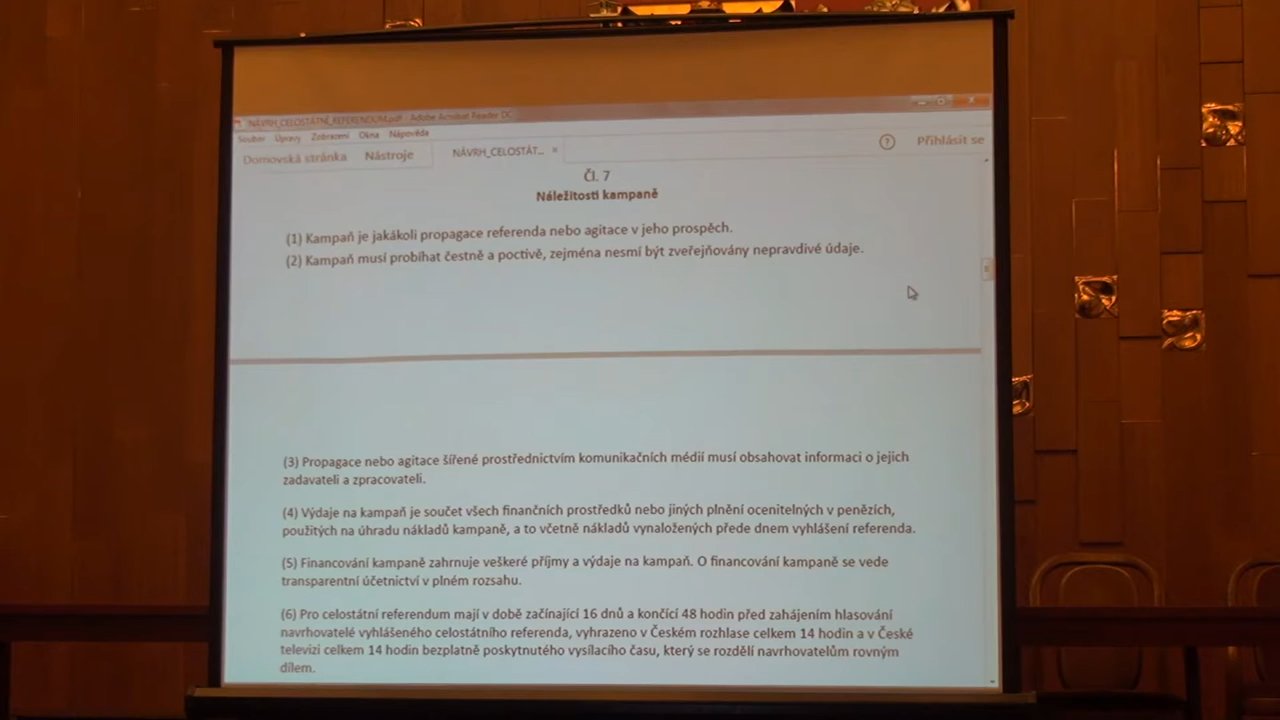 NÁVRH_CELOSTÁTNÍ_REFERENDUM.pdf - Adobe Acrobat Reader DC
Soubor Úpravy Zobrazení Okna Nápověda
Domovská stránka Nástroje NÁVRH_CELOSTÁT... × ? Přihlásit se
Čl. 7
Náležitosti kampaně
(1) Kampaň je jakákoli propagace referenda nebo agitace v jeho prospěch.
(2) Kampaň musí probíhat čestně a poctivě, zejména nesmí být zveřejňovány nepravdivé údaje.
(3) Propagace nebo agitace šířené prostřednictvím komunikačních médií musí obsahovat informaci o jejich
zadavateli a zpracovateli.
(4) Výdaje na kampaň je součet všech finančních prostředků nebo jiných plnění ocenitelných v penězích,
použitých na úhradu nákladů kampaně, a to včetně nákladů vynaložených přede dnem vyhlášení referenda.
(5) Financování kampaně zahrnuje veškeré příjmy a výdaje na kampaň. O financování kampaně se vede
transparentní účetnictví v plném rozsahu.
(6) Pro celostátní referendum mají v době začínající 16 dnů a končící 48 hodin před zahájením hlasování
navrhovatelé vyhlášeného celostátního referenda, vyhrazeno v Českém rozhlase celkem 14 hodin a v České
televizi celkem 14 hodin bezplatně poskytnutého vysílacího času, který se rozdělí navrhovatelům rovným
dílem.